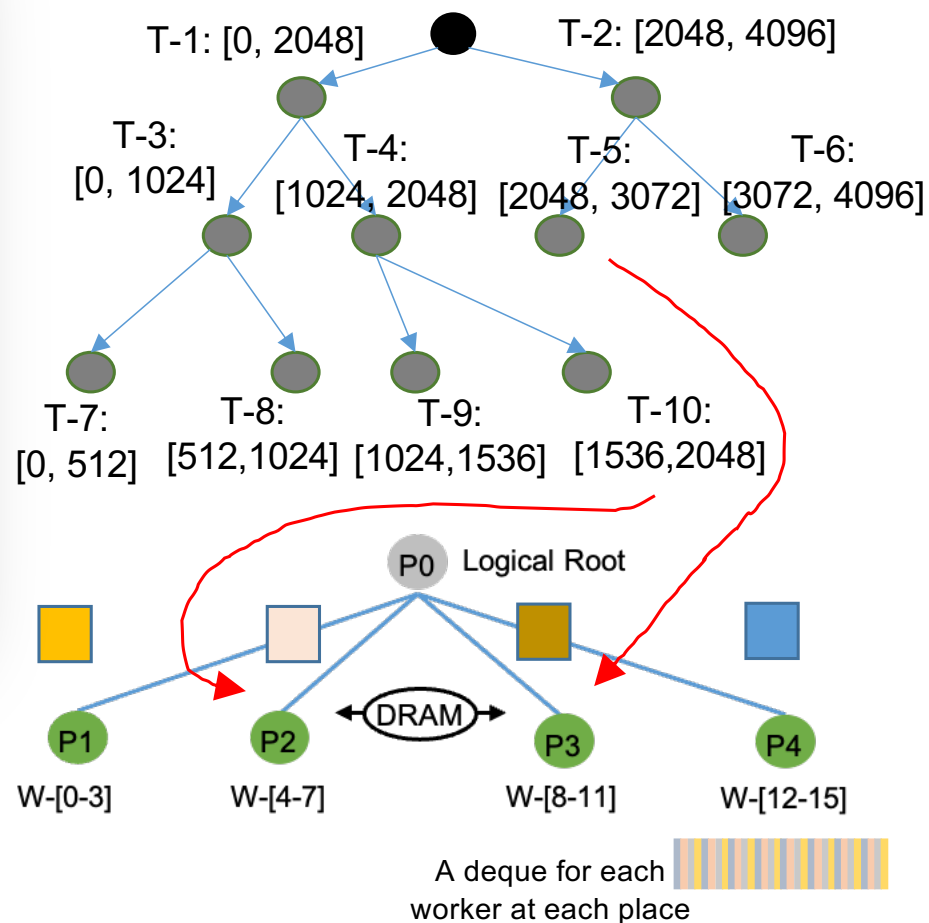 T-1: [0, 2048]
T-2: [2048, 4096]
T-3:
[0, 1024]
T-4:
[1024, 2048]
T-5:
[2048, 3072]
T-6:
[3072, 4096]
T-7:
[0, 512]
T-8:
[512,1024]
T-9:
[1024,1536]
T-10:
[1536,2048]
P0
Logical Root
DRAM
P1
P2
P3
P4
W-[0-3]
W-[4-7]
W-[8-11]
W-[12-15]
A deque for each
worker at each place